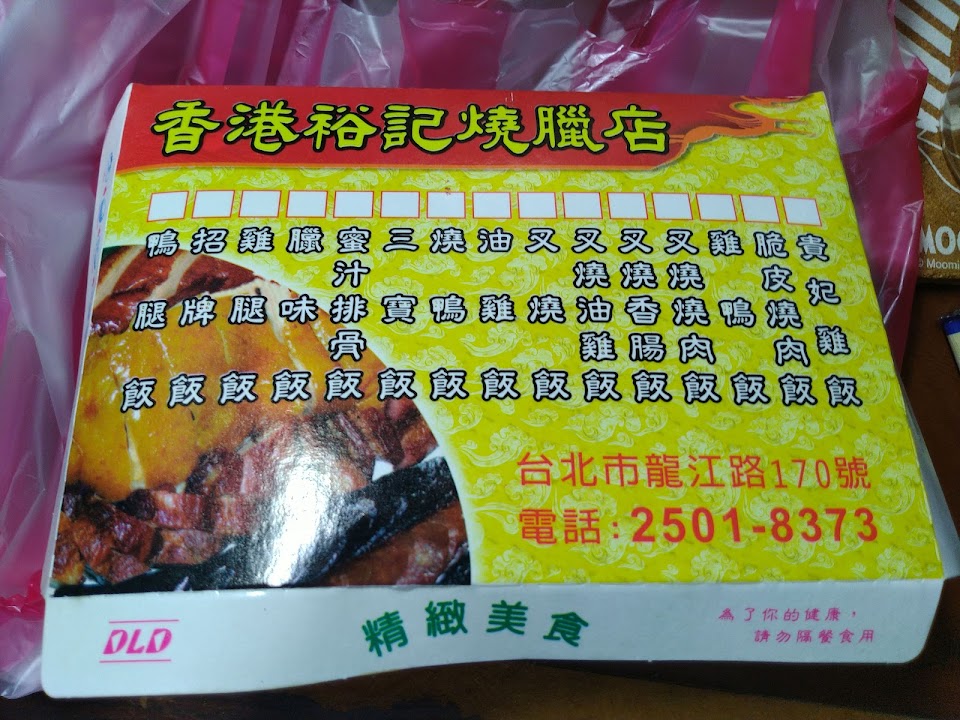 香港裕記燒臘店
貴妃雞飯
脆皮燒肉飯
雞鴨飯
叉燒燒肉飯
叉燒香腸飯
叉燒油雞飯
叉燒飯
油雞飯
燒鴨飯
三寶飯
蜜汁排骨飯
臘味飯
雞腿飯
招牌飯
鴨腿飯
台北市龍江路170號
電話:2501-8373
DLD
精緻美食
為了你的健康，
請勿隔餐食用
MOO
Moomi